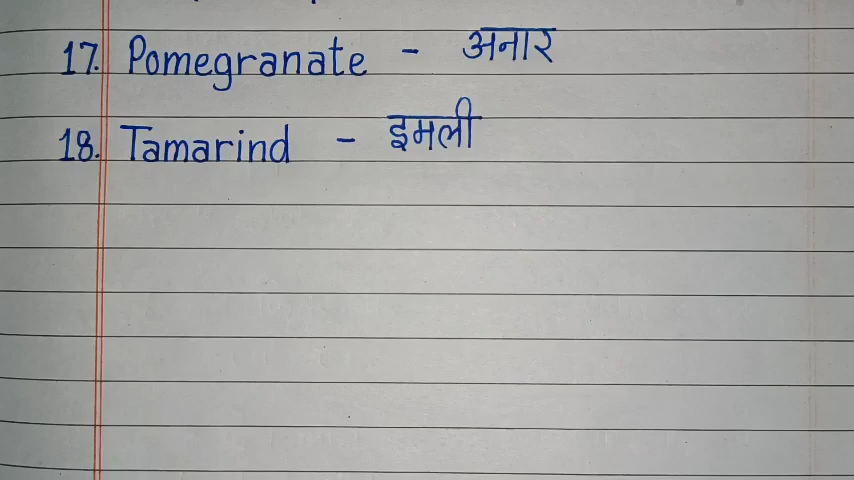 17. Pomegranate - अनार
18. Tamarind - इमली